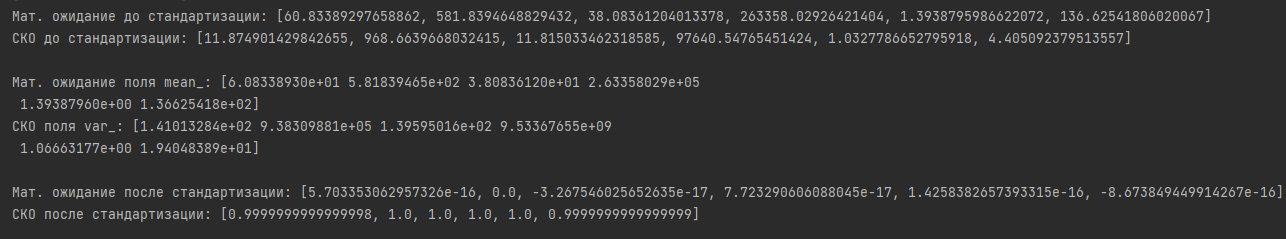 Мат. ожидание до стандартизации: [60.83389297658862, 581.8394648829432, 38.08361204013378, 263358.02926421404, 1.3938795986622072, 136.62541806020067]
СКО до стандартизации: [11.874901429842655, 968.6639668032415, 11.815033462318585, 97640.54765451424, 1.0327786652795918, 4.405092379513557]
Мат. ожидание поля mean_: [6.08338930e+01 5.81839465e+02 3.80836120e+01 2.63358029e+05
1.39387960e+00 1.36625418e+02]
СКО поля var_: [1.41013284e+02 9.38309881e+05 1.39595016e+02 9.53367655e+09
1.06663177e+00 1.94048389e+01]
Мат. ожидание после стандартизации: [5.703353062957326e-16, 0.0, -3.267546025652635e-17, 7.723290606088045e-17, 1.4258382657393315e-16, -8.673849449914267e-16]
СКО после стандартизации: [0.9999999999999998, 1.0, 1.0, 1.0, 1.0, 0.9999999999999999]